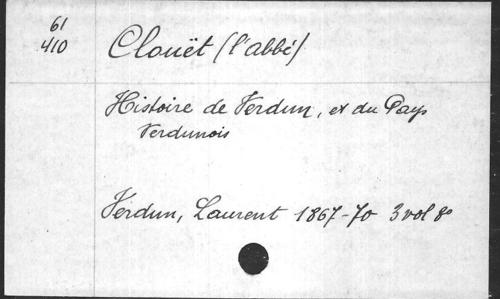 61
410
Clouët (l'abbé)
Histoire de Verdun, et du Pays
Verdunois
Verdun, Laurent 1867-70 3 vol 8°